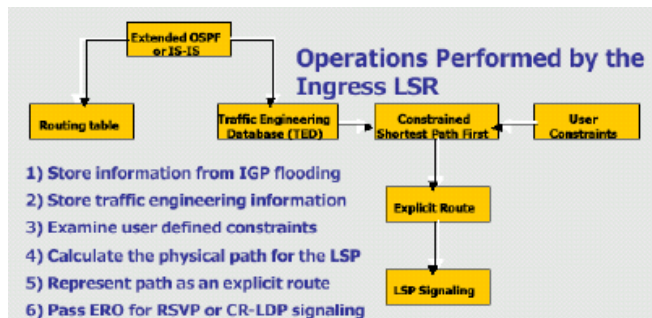 Extended OSPF
or IS-IS
Operations Performed by the
Ingress LSR
Routing table
Traffic Engineering
Database (TED)
Constrained
Shortest Path First
User
Constraints
1) Store information from IGP flooding
2) Store traffic engineering information
3) Examine user defined constraints
4) Calculate the physical path for the LSP
5) Represent path as an explicit route
6) Pass ERO for RSVP or CR-LDP signaling
Explicit Route
LSP Signaling